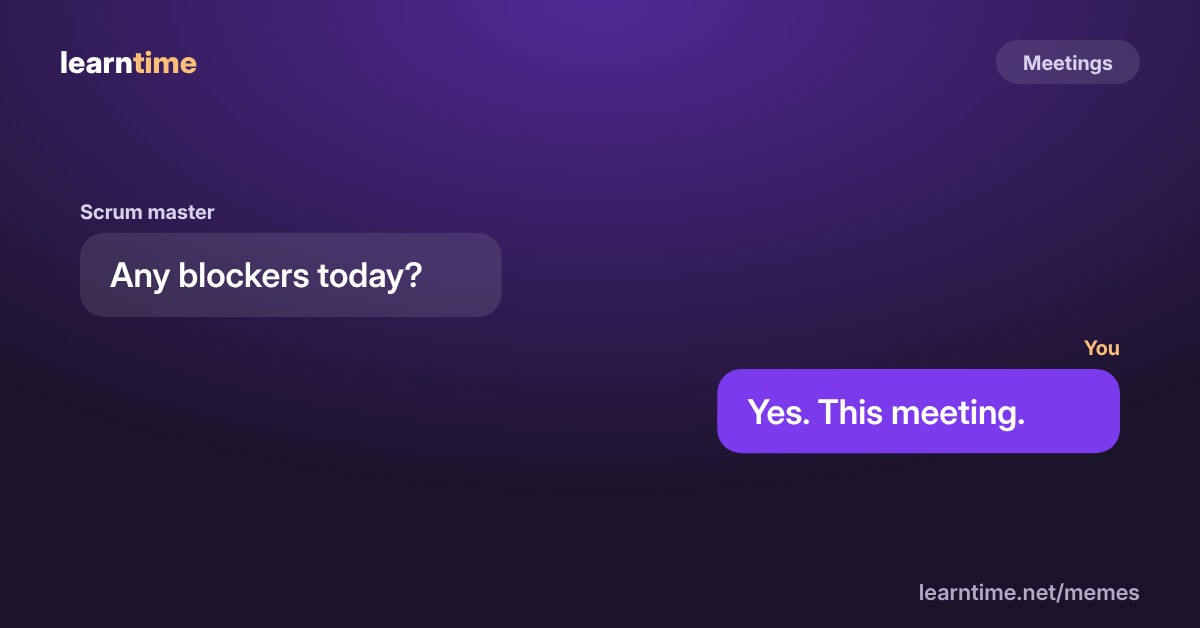 learntime
Meetings
Scrum master
Any blockers today?
You
Yes. This meeting.
learntime.net/memes